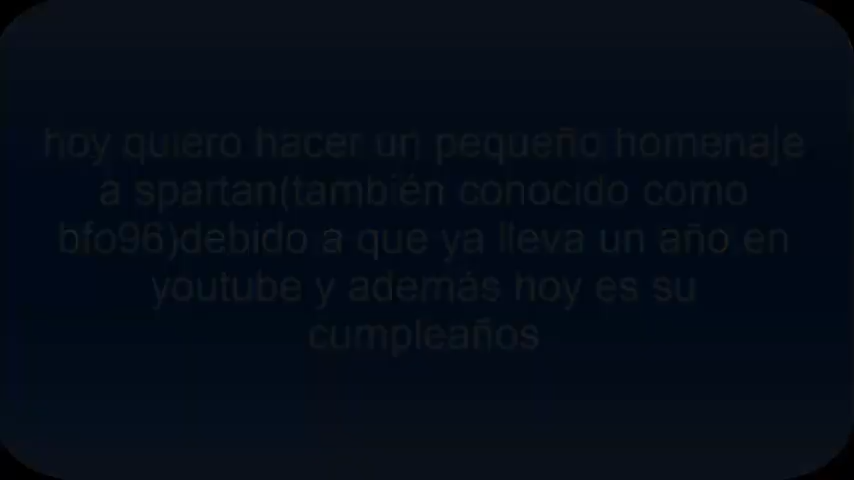 hoy quiero hacer un pequeño homenaje
a spartan(también conocido como
bfo96)debido a que ya lleva un año en
youtube y además hoy es su
cumpleaños